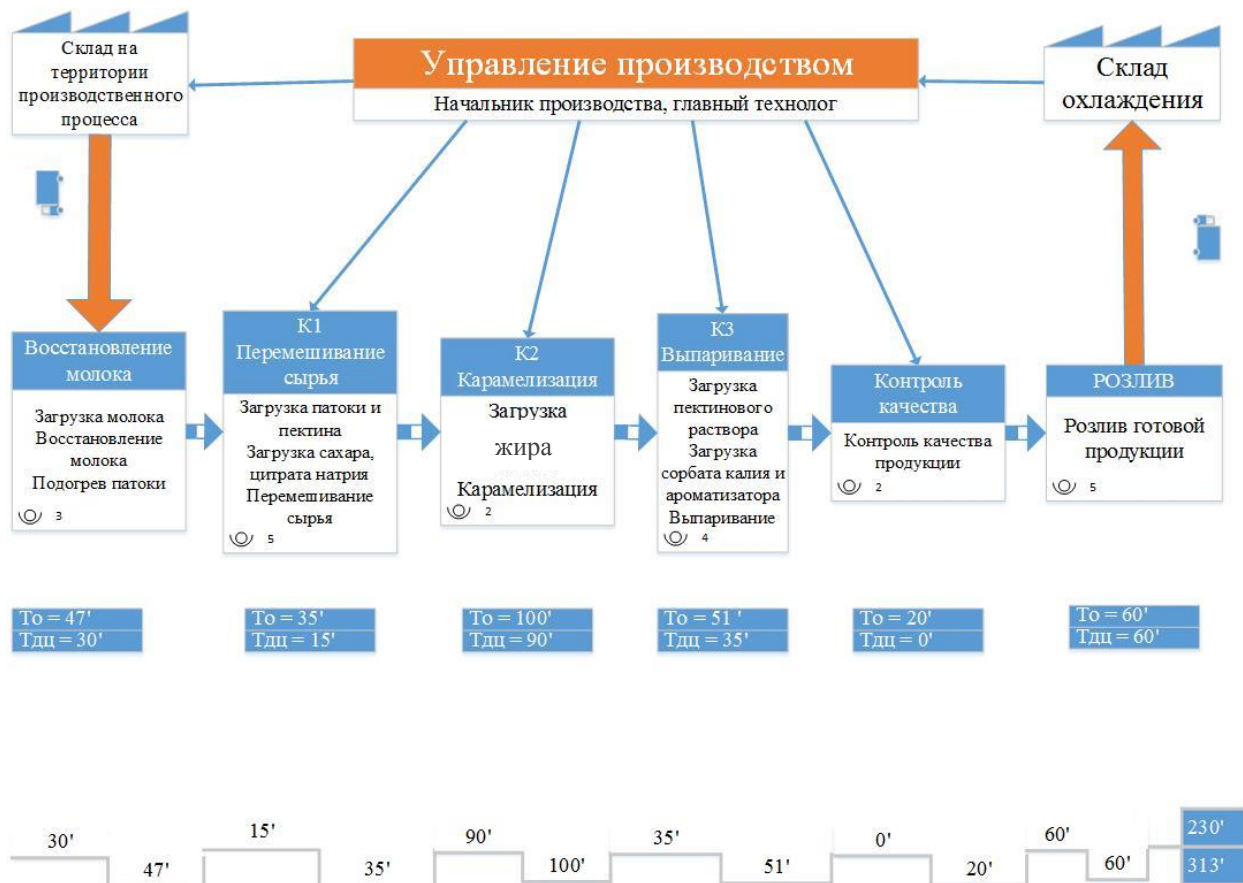 Склад на
территории
производственного
процесса
Управление производством
Начальник производства, главный технолог
Склад
охлаждения
Восстановление
молока
Загрузка молока
Восстановление
молока
Подогрев патоки
3
К1
Перемешивание
сырья
Загрузка патоки и
пектина
Загрузка сахара,
цитрата натрия
Перемешивание
сырья
5
К2
Карамелизация
Загрузка
жира
Карамелизация
2
К3
Выпаривание
Загрузка
пектинового
раствора
Загрузка
сорбата калия и
ароматизатора
Выпаривание
4
Контроль
качества
Контроль качества
продукции
2
РОЗЛИВ
Розлив готовой
продукции
5
То = 47'
Тдц = 30'
То = 35'
Тдц = 15'
То = 100'
Тдц = 90'
То = 51 '
Тдц = 35'
То = 20'
Тдц = 0'
То = 60'
Тдц = 60'
30' 15' 90' 35' 0' 60' 230'
47' 35' 100' 51' 20' 60' 313'